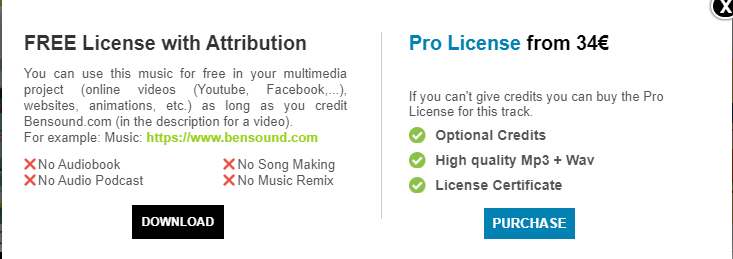 X
FREE License with Attribution
You can use this music for free in your multimedia
project (online videos (Youtube, Facebook,...),
websites, animations, etc.) as long as you credit
Bensound.com (in the description for a video).
For example: Music: https://www.bensound.com
No Audiobook
No Song Making
No Audio Podcast
No Music Remix
DOWNLOAD
Pro License from 34€
If you can't give credits you can buy the Pro
License for this track.
Optional Credits
High quality Mp3 + Wav
License Certificate
PURCHASE